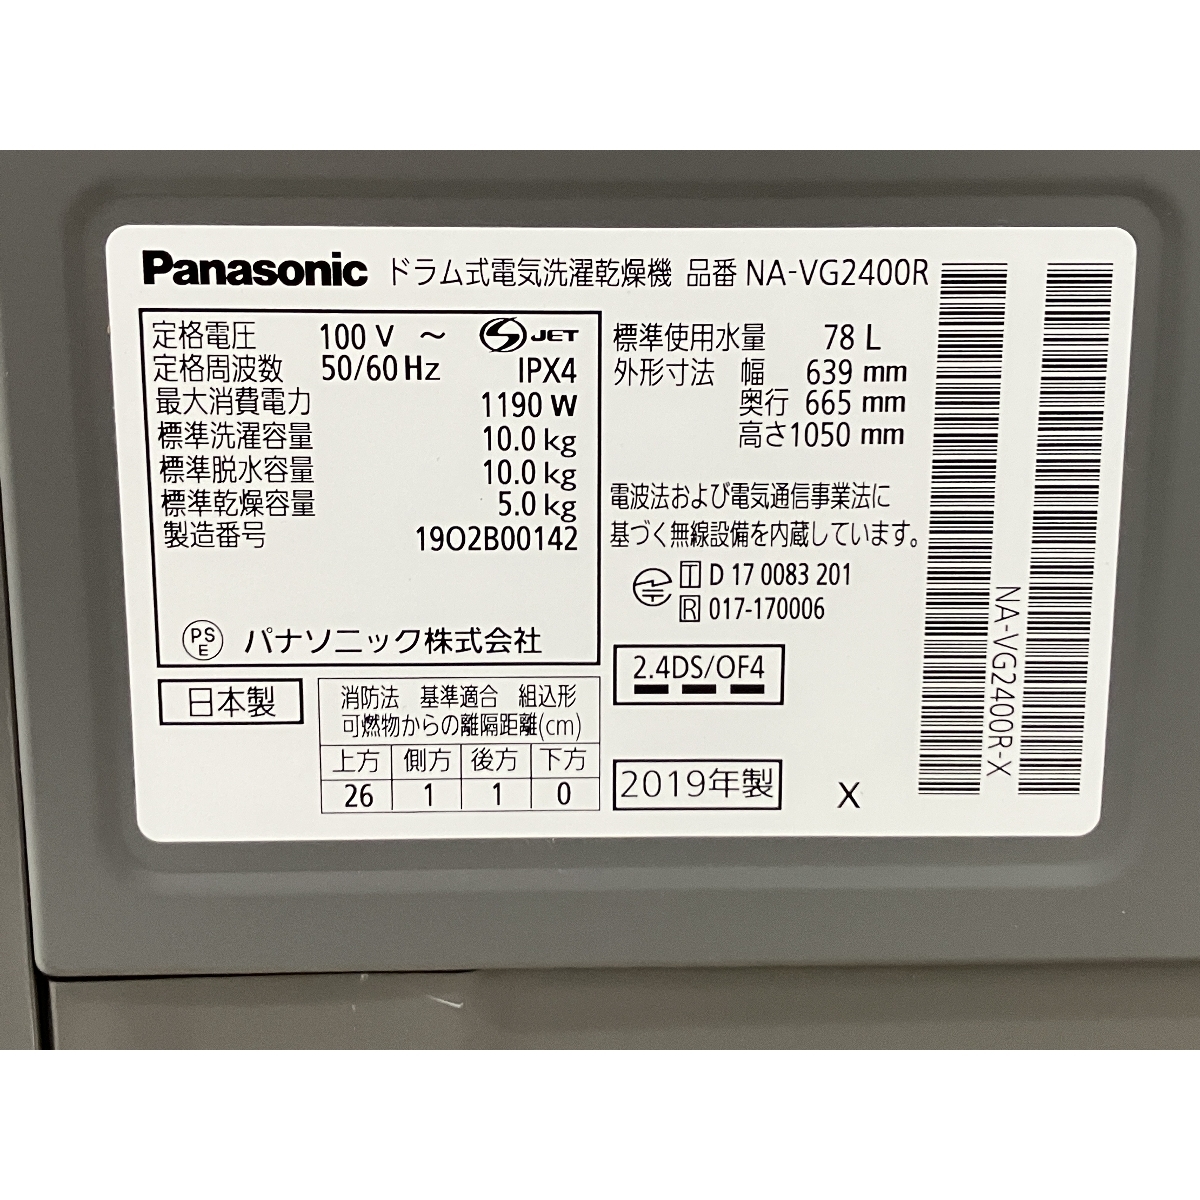 Panasonic ドラム式電気洗濯乾燥機 品番 NA-VG2400R
定格電圧 100 V ～ S JET
定格周波数 50/60 Hz IPX4
最大消費電力 1190 W
標準洗濯容量 10.0 kg
標準脱水容量 10.0 kg
標準乾燥容量 5.0 kg
製造番号 19O2B00142
PS E パナソニック株式会社
日本製
消防法 基準適合 組込形
可燃物からの離隔距離(cm)
上方 側方 後方 下方
26 1 1 0
標準使用水量 78 L
外形寸法 幅 639 mm
奥行 665 mm
高さ1050 mm
電波法および電気通信事業法に
基づく無線設備を内蔵しています。
T D 17 0083 201
R 017-170006
2.4DS/OF4
2019年製
X
NA-VG2400R-X